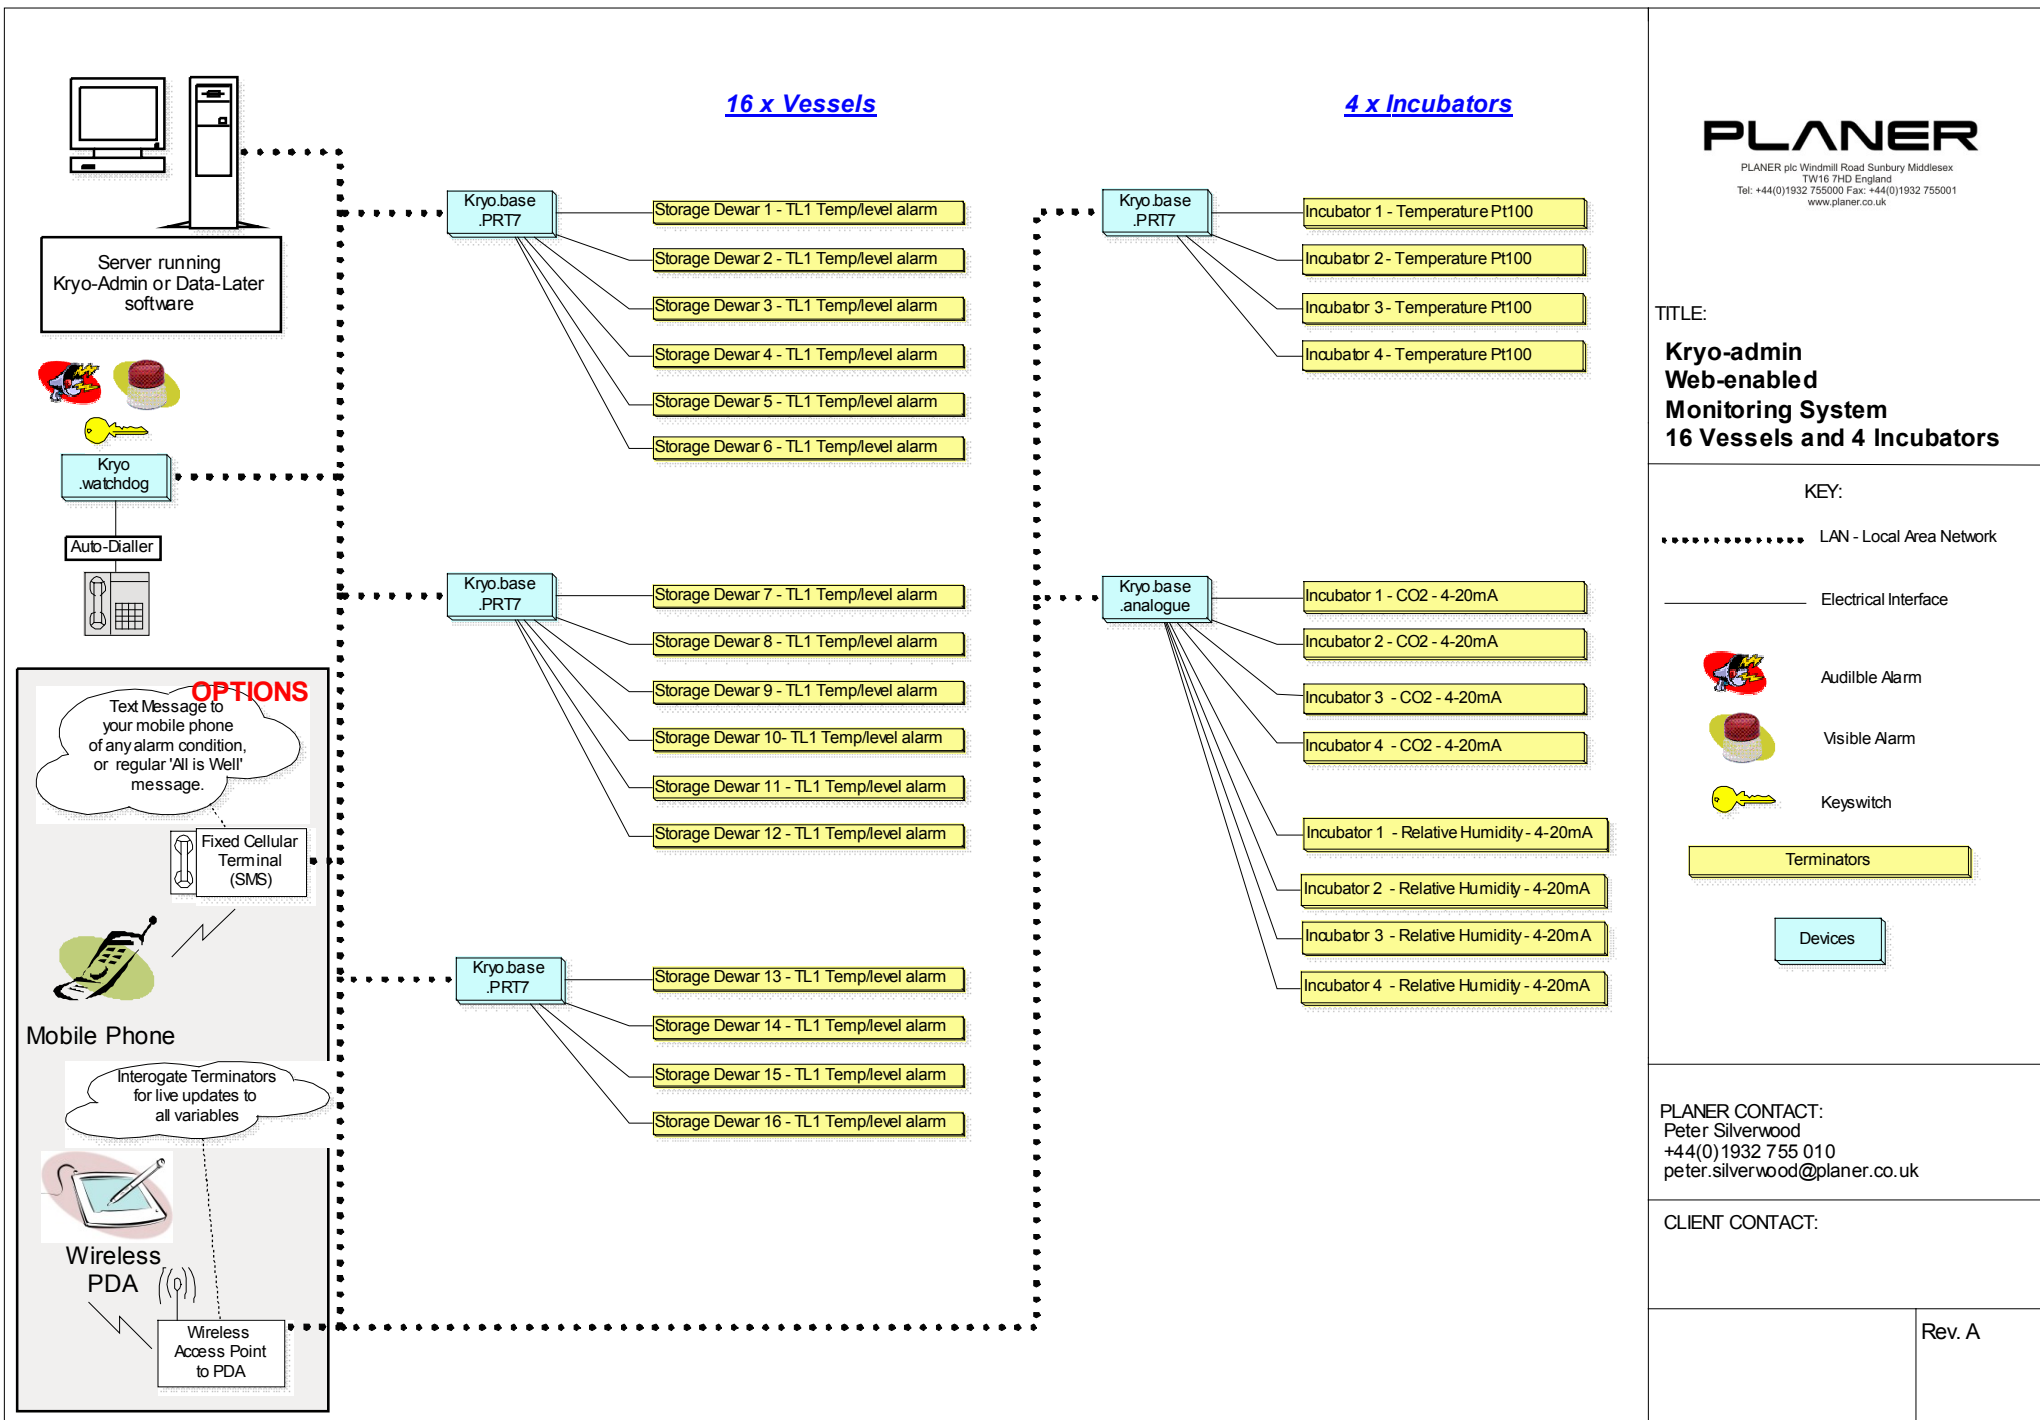 16 x Vessels
4 x Incubators
Server running
Kryo-Admin or Data-Later
software
Kryo
.watchdog
Auto-Dialler
OPTIONS
Text Message to
your mobile phone
of any alarm condition,
or regular 'All is Well'
message.
Fixed Cellular
Terminal
(SMS)
Mobile Phone
Interogate Terminators
for live updates to
all variables
Wireless
PDA
Wireless
Access Point
to PDA
Kryo.base
.PRT7
Storage Dewar 1 - TL1 Temp/level alarm
Storage Dewar 2 - TL1 Temp/level alarm
Storage Dewar 3 - TL1 Temp/level alarm
Storage Dewar 4 - TL1 Temp/level alarm
Storage Dewar 5 - TL1 Temp/level alarm
Storage Dewar 6 - TL1 Temp/level alarm
Kryo.base
.PRT7
Storage Dewar 7 - TL1 Temp/level alarm
Storage Dewar 8 - TL1 Temp/level alarm
Storage Dewar 9 - TL1 Temp/level alarm
Storage Dewar 10- TL1 Temp/level alarm
Storage Dewar 11 - TL1 Temp/level alarm
Storage Dewar 12 - TL1 Temp/level alarm
Kryo.base
.PRT7
Storage Dewar 13 - TL1 Temp/level alarm
Storage Dewar 14 - TL1 Temp/level alarm
Storage Dewar 15 - TL1 Temp/level alarm
Storage Dewar 16 - TL1 Temp/level alarm
Kryo.base
.PRT7
Incubator 1 - Temperature Pt100
Incubator 2 - Temperature Pt100
Incubator 3 - Temperature Pt100
Incubator 4 - Temperature Pt100
Kryo.base
.analogue
Incubator 1 - CO2 - 4-20mA
Incubator 2 - CO2 - 4-20mA
Incubator 3 - CO2 - 4-20mA
Incubator 4 - CO2 - 4-20mA
Incubator 1 - Relative Humidity - 4-20mA
Incubator 2 - Relative Humidity - 4-20mA
Incubator 3 - Relative Humidity - 4-20mA
Incubator 4 - Relative Humidity - 4-20mA
PLANER
PLANER plc Windmill Road Sunbury Middlesex
TW16 7HD England
Tel: +44(0)1932 755000 Fax: +44(0)1932 755001
www.planer.co.uk
TITLE:
Kryo-admin
Web-enabled
Monitoring System
16 Vessels and 4 Incubators
KEY:
LAN - Local Area Network
Electrical Interface
Audilble Alarm
Visible Alarm
Keyswitch
Terminators
Devices
PLANER CONTACT:
Peter Silverwood
+44(0)1932 755 010
peter.silverwood@planer.co.uk
CLIENT CONTACT:
Rev. A